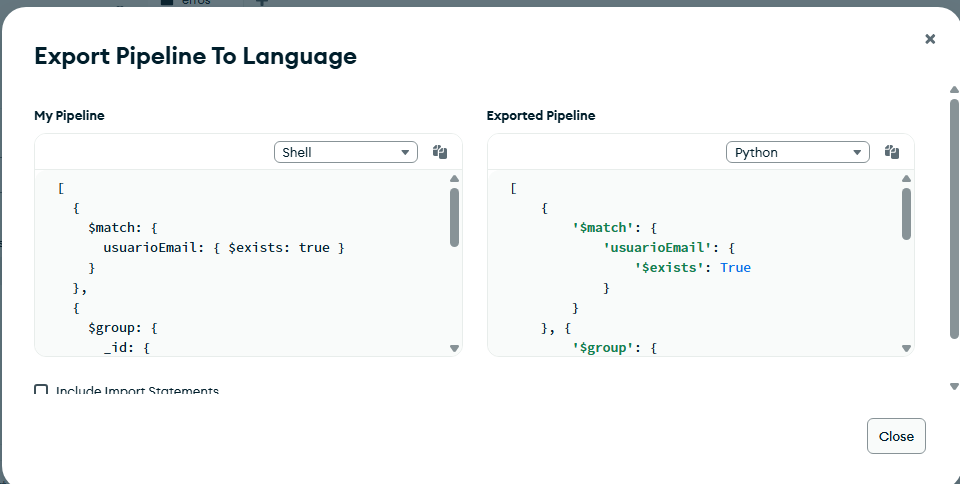 erros
Export Pipeline To Language
My Pipeline
Shell
[
{
$match: {
usuarioEmail: { $exists: true }
}
},
{
$group: {
_id: {
Exported Pipeline
Python
[
{
'$match': {
'usuarioEmail': {
'$exists': True
}
}
}, {
'$group': {
Include Import Statements
Close